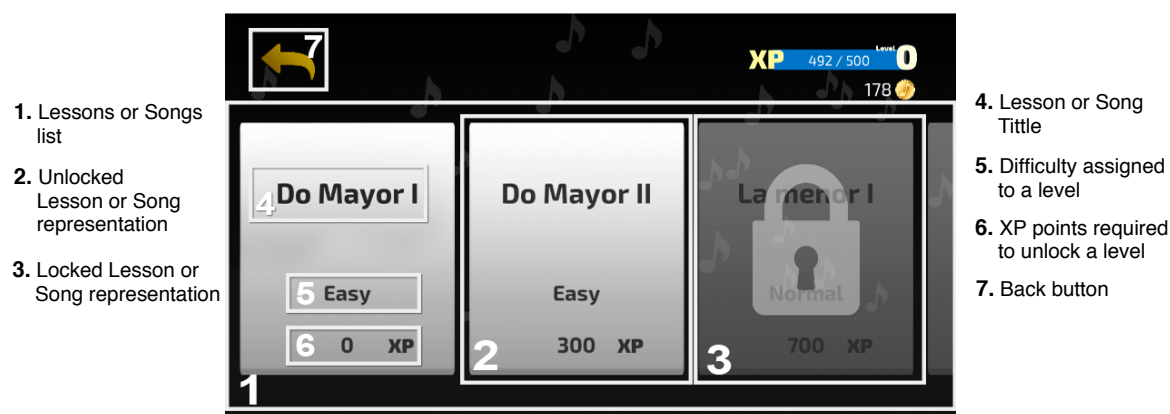 1. Lessons or Songs
list
2. Unlocked
Lesson or Song
representation
3. Locked Lesson or
Song representation
7
XP 492 / 500 Level 0
178
4 Do Mayor I
5 Easy
6 0 XP
1
Do Mayor II
Easy
300 XP
2
La menor I
Normal
700 XP
3
4. Lesson or Song
Tittle
5. Difficulty assigned
to a level
6. XP points required
to unlock a level
7. Back button